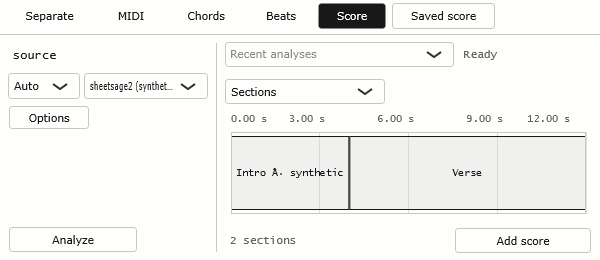 Separate MIDI Chords Beats Score Saved score
source
Recent analyses Ready
Auto sheetsage2 (synthet...
Sections
Options
0.00 s 3.00 s 6.00 s 9.00 s 12.00 s
Intro A. synthetic Verse
Analyze
2 sections
Add score